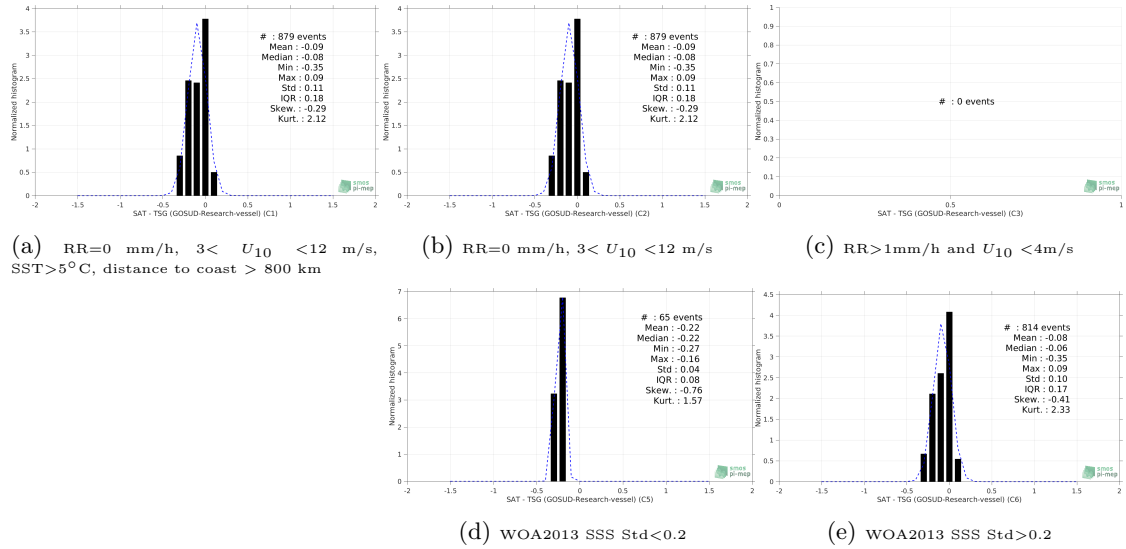 4
3.5
3
2.5
2
1.5
1
0.5
0
Normalized histogram
# : 879 events
Mean : -0.09
Median : -0.08
Min : -0.35
Max : 0.09
Std : 0.11
IQR : 0.18
Skew. : -0.29
Kurt. : 2.12
smos
pi-mep
-2 -1.5 -1 -0.5 0 0.5 1 1.5 2
SAT - TSG (GOSUD-Research-vessel) (C1)
(a) RR=0 mm/h, 3< U10 <12 m/s,
SST>5°C, distance to coast > 800 km
4
3.5
3
2.5
2
1.5
1
0.5
0
Normalized histogram
# : 879 events
Mean : -0.09
Median : -0.08
Min : -0.35
Max : 0.09
Std : 0.11
IQR : 0.18
Skew. : -0.29
Kurt. : 2.12
smos
pi-mep
-2 -1.5 -1 -0.5 0 0.5 1 1.5 2
SAT - TSG (GOSUD-Research-vessel) (C2)
(b) RR=0 mm/h, 3< U10 <12 m/s
1
0.9
0.8
0.7
0.6
0.5
0.4
0.3
0.2
0.1
0
Normalized histogram
# : 0 events
smos
pi-mep
0 0.5 1
SAT - TSG (GOSUD-Research-vessel) (C3)
(c) RR>1mm/h and U10 <4m/s
7
6
5
4
3
2
1
0
Normalized histogram
# : 65 events
Mean : -0.22
Median : -0.22
Min : -0.27
Max : -0.16
Std : 0.04
IQR : 0.08
Skew. : -0.76
Kurt. : 1.57
smos
pi-mep
-2 -1.5 -1 -0.5 0 0.5 1 1.5 2
SAT - TSG (GOSUD-Research-vessel) (C5)
(d) WOA2013 SSS Std<0.2
4.5
4
3.5
3
2.5
2
1.5
1
0.5
0
Normalized histogram
# : 814 events
Mean : -0.08
Median : -0.06
Min : -0.35
Max : 0.09
Std : 0.10
IQR : 0.17
Skew. : -0.41
Kurt. : 2.33
smos
pi-mep
-2 -1.5 -1 -0.5 0 0.5 1 1.5 2
SAT - TSG (GOSUD-Research-vessel) (C6)
(e) WOA2013 SSS Std>0.2